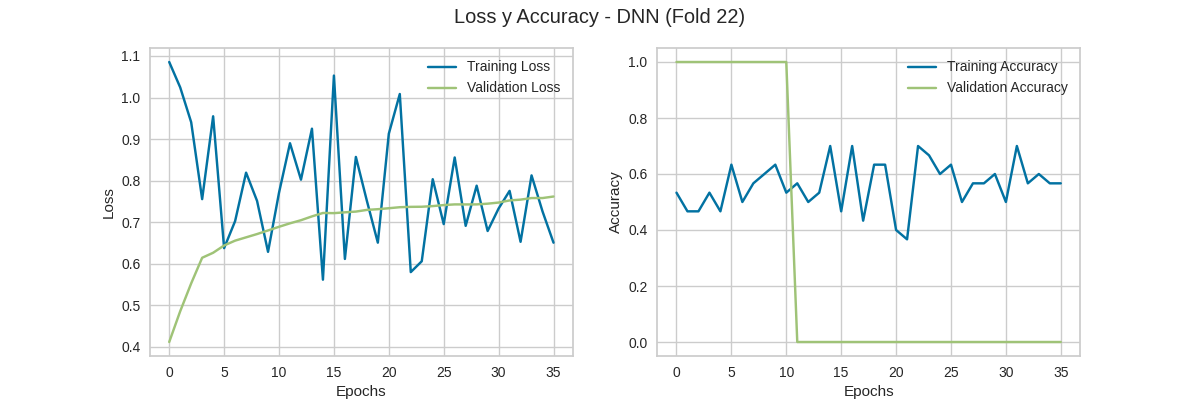 Loss y Accuracy - DNN (Fold 22)
1.1
1.0
0.9
0.8
0.7
0.6
0.5
0.4
Loss
Training Loss
Validation Loss
0 5 10 15 20 25 30 35
Epochs
1.0
0.8
0.6
0.4
0.2
0.0
Accuracy
Training Accuracy
Validation Accuracy
0 5 10 15 20 25 30 35
Epochs